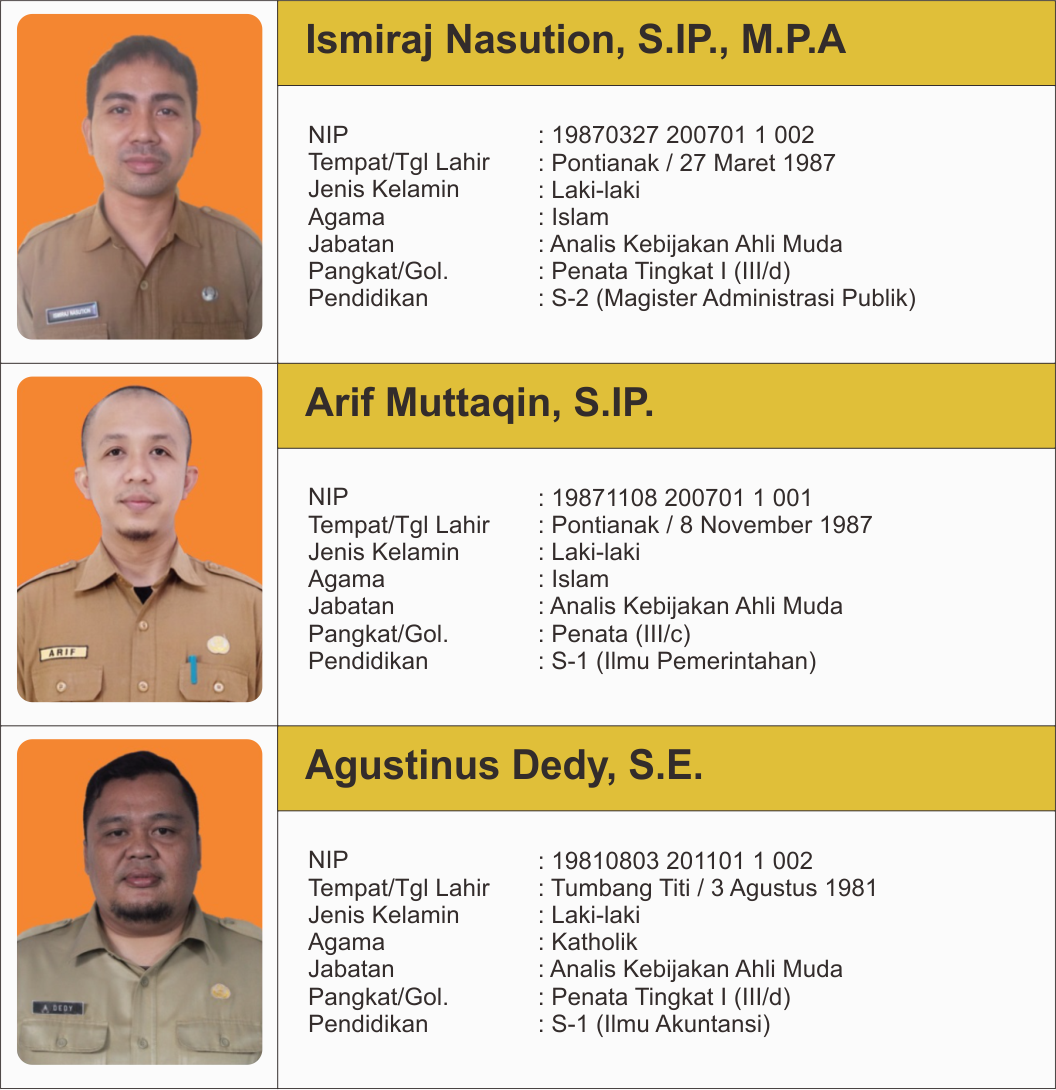 Ismiraj Nasution, S.IP., M.P.A
NIP : 19870327 200701 1 002
Tempat/Tgl Lahir : Pontianak / 27 Maret 1987
Jenis Kelamin : Laki-laki
Agama : Islam
Jabatan : Analis Kebijakan Ahli Muda
Pangkat/Gol. : Penata Tingkat I (III/d)
Pendidikan : S-2 (Magister Administrasi Publik)
ISMIRAJ NASUTION
Arif Muttaqin, S.IP.
NIP : 19871108 200701 1 001
Tempat/Tgl Lahir : Pontianak / 8 November 1987
Jenis Kelamin : Laki-laki
Agama : Islam
Jabatan : Analis Kebijakan Ahli Muda
Pangkat/Gol. : Penata (III/c)
Pendidikan : S-1 (Ilmu Pemerintahan)
ARIF
Agustinus Dedy, S.E.
NIP : 19810803 201101 1 002
Tempat/Tgl Lahir : Tumbang Titi / 3 Agustus 1981
Jenis Kelamin : Laki-laki
Agama : Katholik
Jabatan : Analis Kebijakan Ahli Muda
Pangkat/Gol. : Penata Tingkat I (III/d)
Pendidikan : S-1 (Ilmu Akuntansi)
A. DEDY